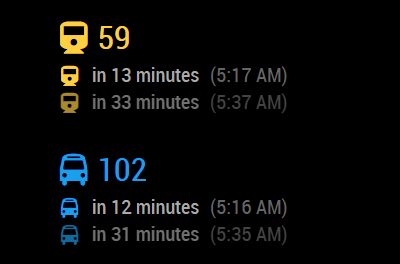 59
in 13 minutes (5:17 AM)
in 33 minutes (5:37 AM)
102
in 12 minutes (5:16 AM)
in 31 minutes (5:35 AM)